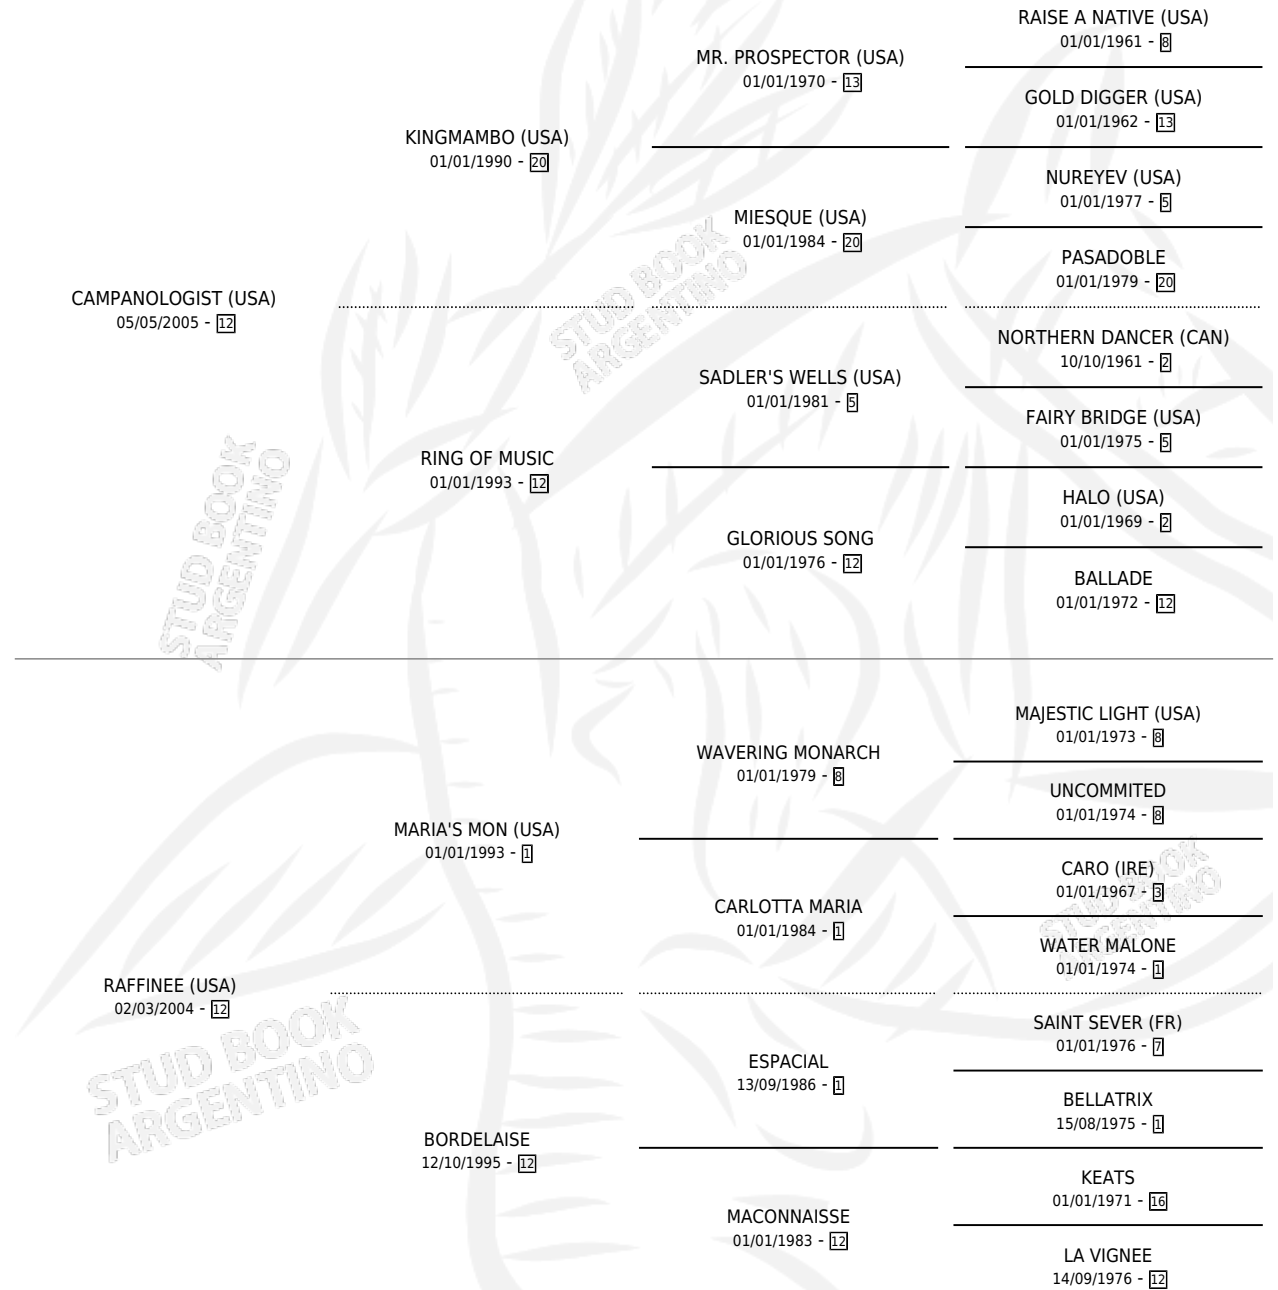 RAISE A NATIVE (USA)
01/01/1961 - 8
MR. PROSPECTOR (USA)
01/01/1970 - 13
GOLD DIGGER (USA)
01/01/1962 - 13
KINGMAMBO (USA)
01/01/1990 - 20
NUREYEV (USA)
01/01/1977 - 5
MIESQUE (USA)
01/01/1984 - 20
PASADOBLE
01/01/1979 - 20
CAMPANOLOGIST (USA)
05/05/2005 - 12
NORTHERN DANCER (CAN)
10/10/1961 - 2
SADLER'S WELLS (USA)
01/01/1981 - 5
FAIRY BRIDGE (USA)
01/01/1975 - 5
RING OF MUSIC
01/01/1993 - 12
HALO (USA)
01/01/1969 - 2
GLORIOUS SONG
01/01/1976 - 12
BALLADE
01/01/1972 - 12
STUD BOOK
ARGENTINO
STUD BOOK
ARGENTINO
MAJESTIC LIGHT (USA)
01/01/1973 - 8
WAVERING MONARCH
01/01/1979 - 8
UNCOMMITED
01/01/1974 - 8
MARIA'S MON (USA)
01/01/1993 - 1
CARO (IRE)
01/01/1967 - 3
CARLOTTA MARIA
01/01/1984 - 1
WATER MALONE
01/01/1974 - 1
RAFFINEE (USA)
02/03/2004 - 12
SAINT SEVER (FR)
01/01/1976 - 7
ESPACIAL
13/09/1986 - 1
BELLATRIX
15/08/1975 - 1
BORDELAISE
12/10/1995 - 12
KEATS
01/01/1971 - 16
MACONNAISSE
01/01/1983 - 12
LA VIGNEE
14/09/1976 - 12
STUD BOOK
ARGENTINO
STUD BOOK
ARGENTINO